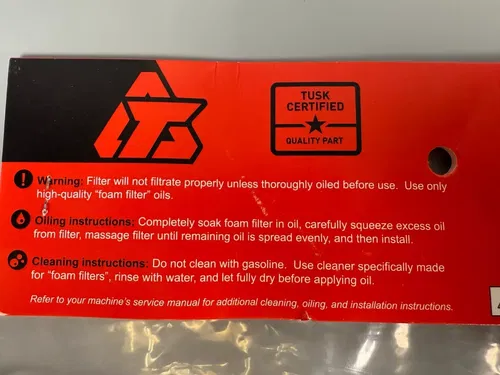 TUSK
CERTIFIED
QUALITY PART
Warning: Filter will not filtrate properly unless thoroughly oiled before use. Use only
high-quality "foam filter" oils.
Oiling instructions: Completely soak foam filter in oil, carefully squeeze excess oil
from filter, massage filter until remaining oil is spread evenly, and then install.
Cleaning instructions: Do not clean with gasoline. Use cleaner specifically made
for "foam filters", rinse with water, and let fully dry before applying oil.
Refer to your machine's service manual for additional cleaning, oiling, and installation instructions.